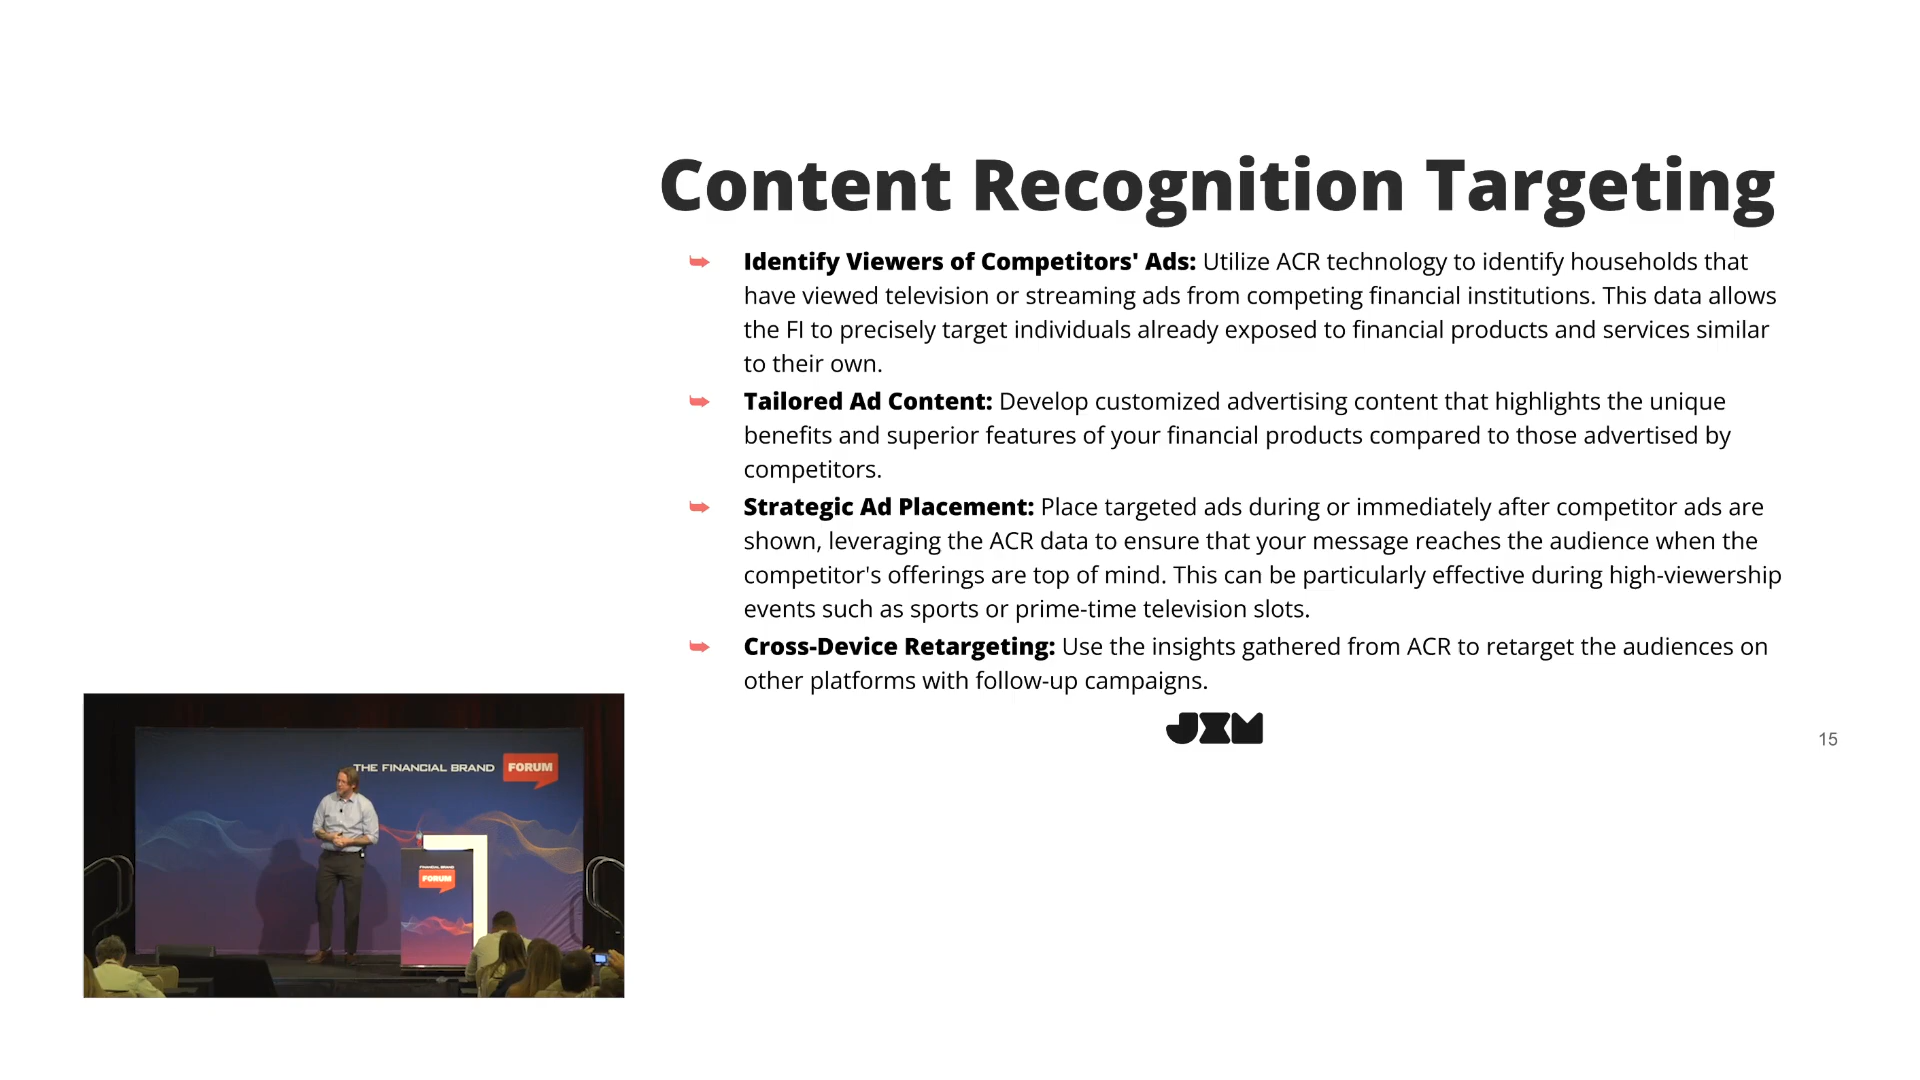 Content Recognition Targeting
Identify Viewers of Competitors' Ads: Utilize ACR technology to identify households that
have viewed television or streaming ads from competing financial institutions. This data allows
the FI to precisely target individuals already exposed to financial products and services similar
to their own.
Tailored Ad Content: Develop customized advertising content that highlights the unique
benefits and superior features of your financial products compared to those advertised by
competitors.
Strategic Ad Placement: Place targeted ads during or immediately after competitor ads are
shown, leveraging the ACR data to ensure that your message reaches the audience when the
competitor's offerings are top of mind. This can be particularly effective during high-viewership
events such as sports or prime-time television slots.
Cross-Device Retargeting: Use the insights gathered from ACR to retarget the audiences on
other platforms with follow-up campaigns.
JXM
15
THE FINANCIAL BRAND FORUM
FINANCIAL BRAND
FORUM